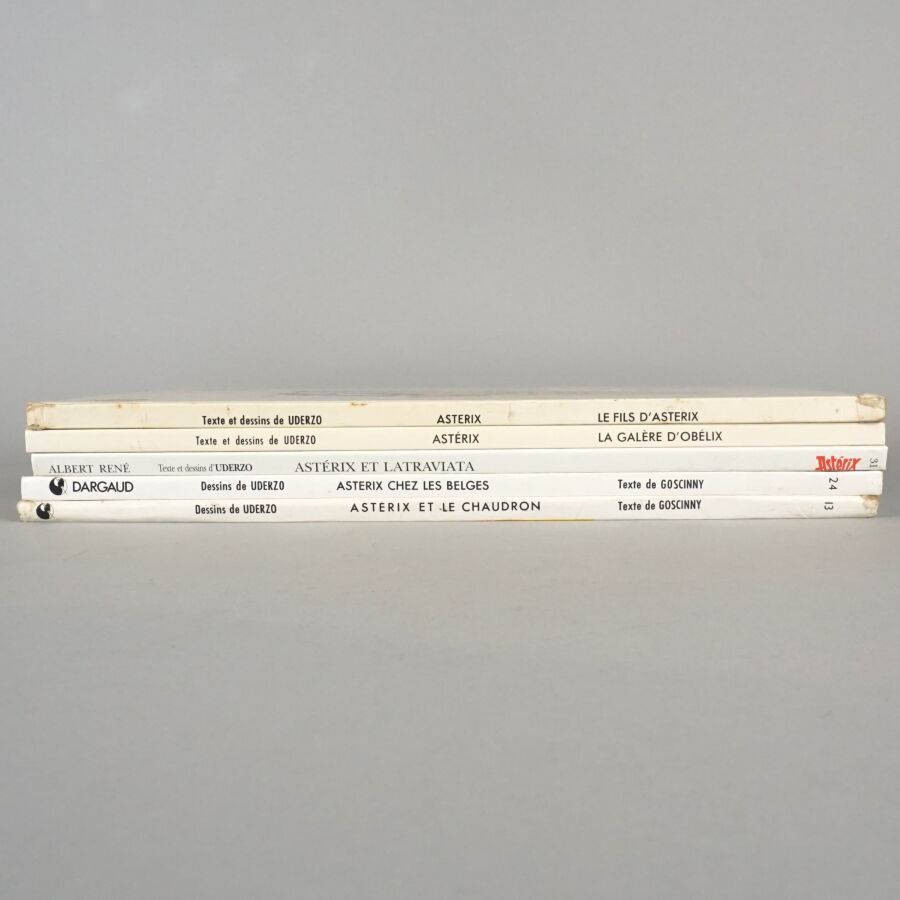 Texte et dessins de UDERZO ASTERIX LE FILS D'ASTERIX
Texte et dessins de UDERZO ASTÉRIX LA GALÈRE D'OBÉLIX
ALBERT RENÉ Texte et dessins d'UDERZO ASTÉRIX ET LATRAVIATA Astérix 31
DARGAUD Dessins de UDERZO ASTERIX CHEZ LES BELGES Texte de GOSCINNY 24
Dessins de UDERZO ASTERIX ET LE CHAUDRON Texte de GOSCINNY 13